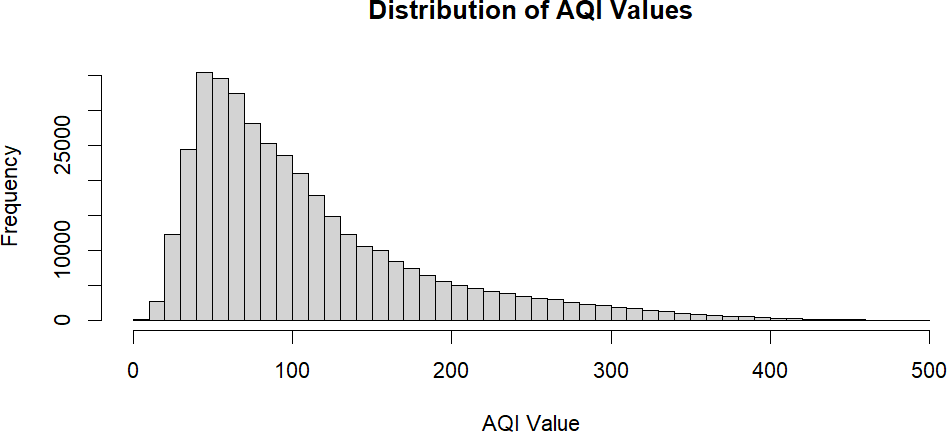 Distribution of AQI Values
Frequency
25000
10000
0
0 100 200 300 400 500
AQI Value